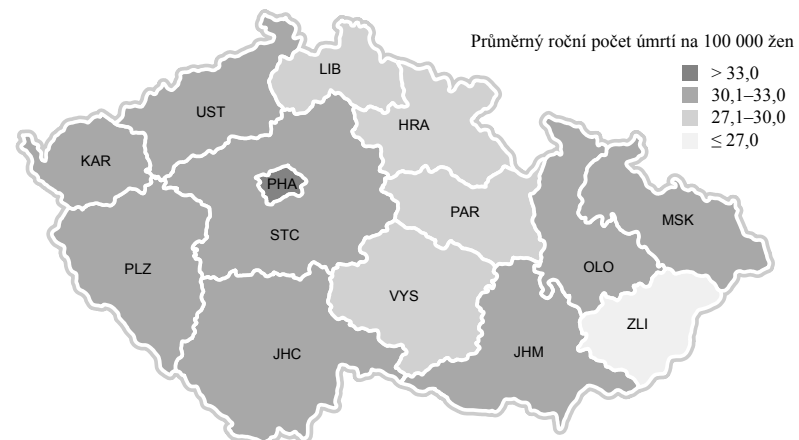 Průměrný roční počet úmrtí na 100 000 žen
> 33,0
30,1–33,0
27,1–30,0
≤ 27,0
LIB
UST
HRA
KAR
PHA
PAR
MSK
STC
PLZ
OLO
VYS
ZLI
JHC
JHM